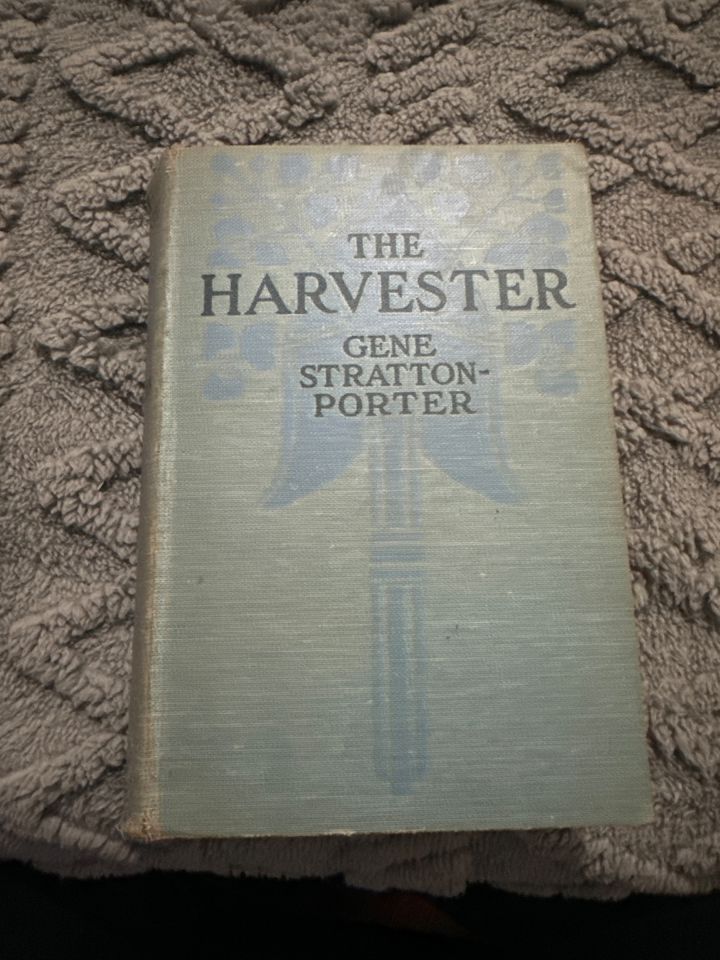 THE
HARVESTER
GENE
STRATTON-
PORTER